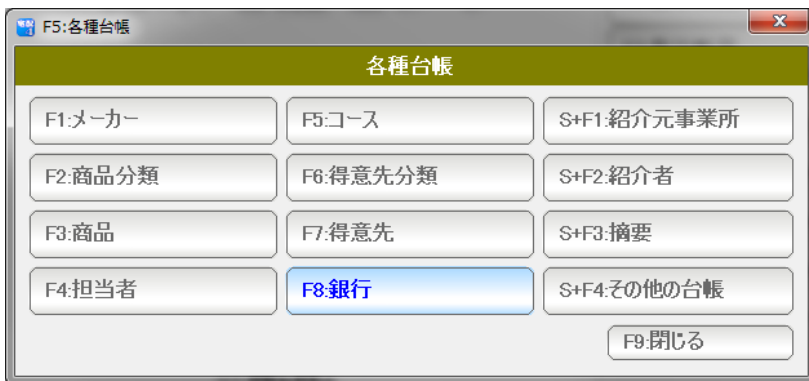 F5:各種台帳
各種台帳
F1:メーカー
F5:コース
S+F1:紹介元事業所
F2:商品分類
F6:得意先分類
S+F2:紹介者
F3:商品
F7:得意先
S+F3:摘要
F4:担当者
F8:銀行
S+F4:その他の台帳
F9:閉じる